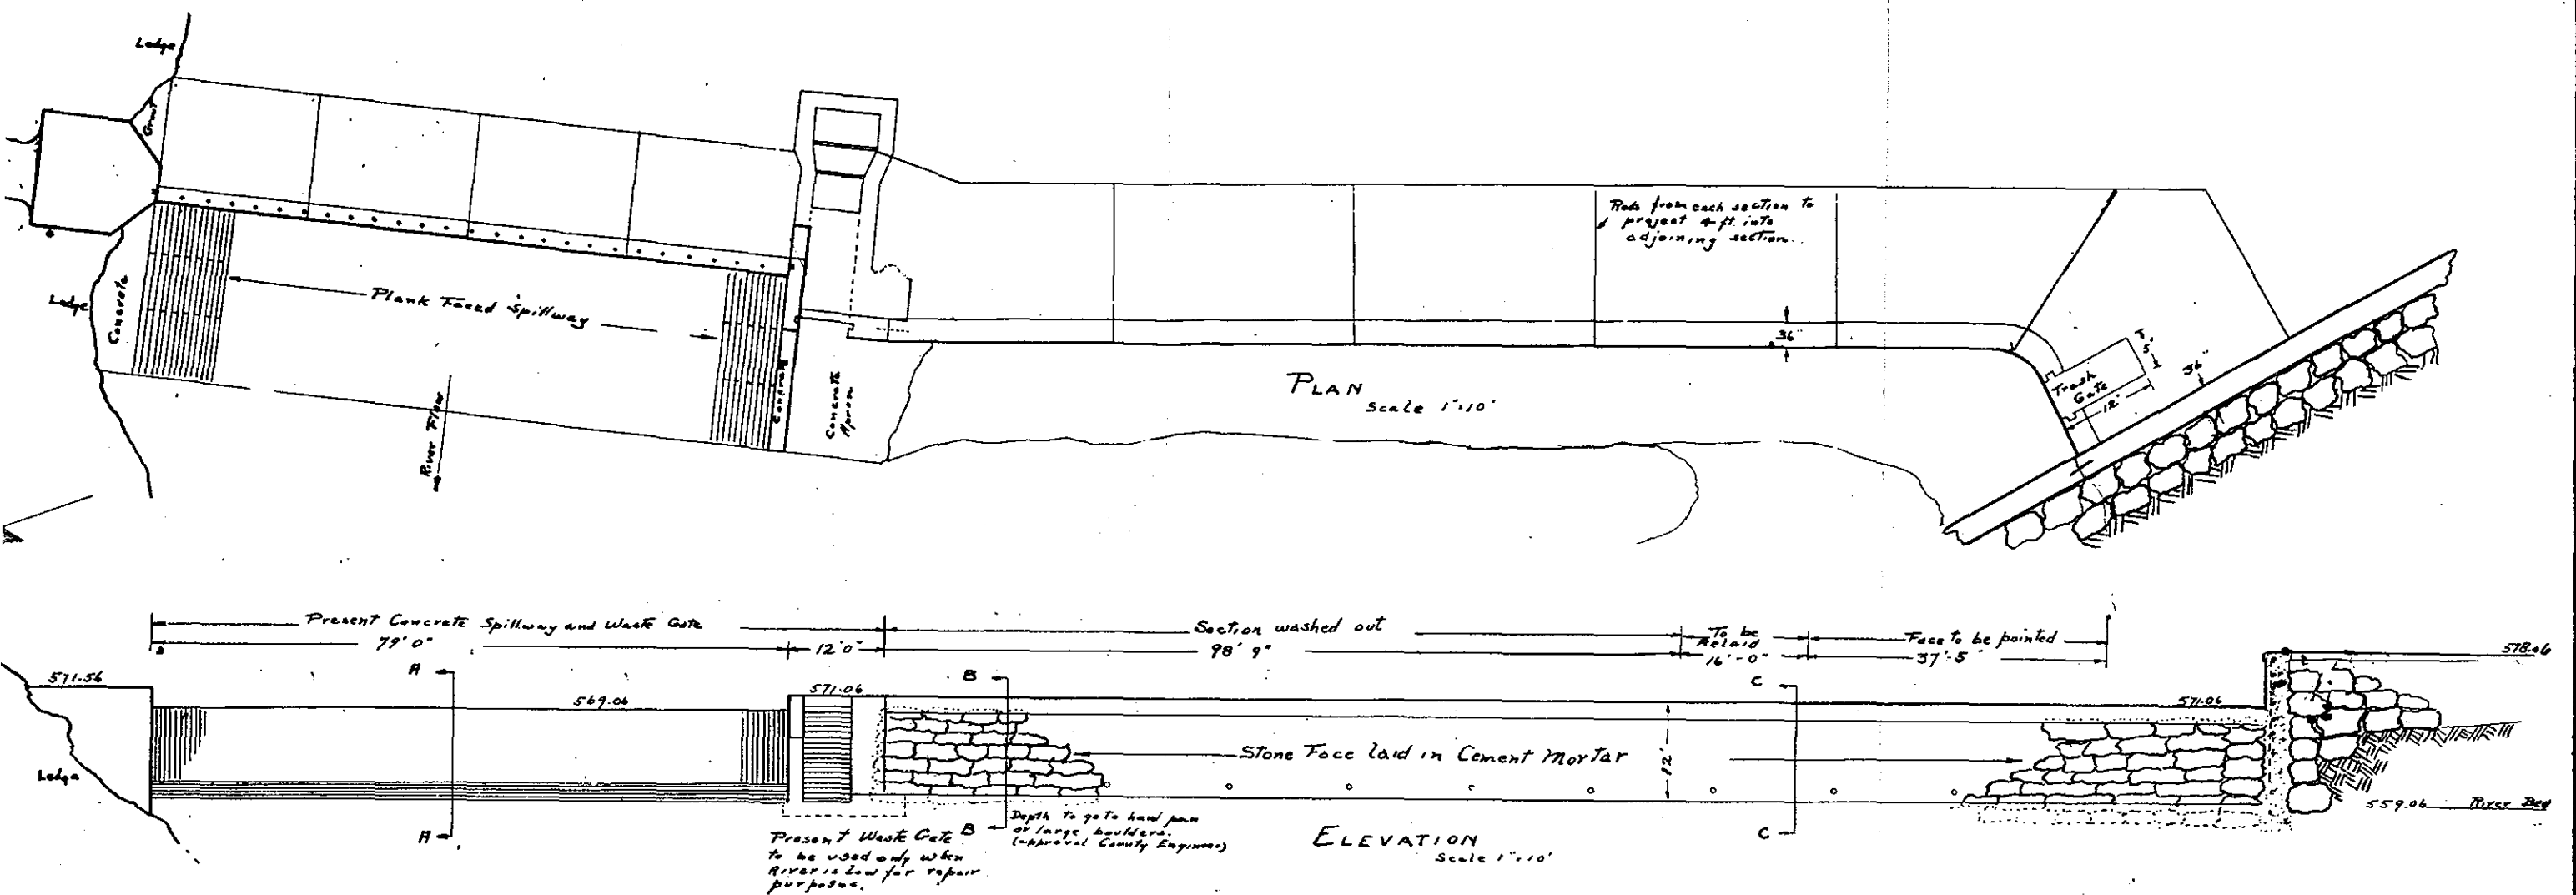 Ledge
Grout
Ledge
Concrete
Plank Faced Spillway
Concrete
Concrete
Apron
River Flow
Rods from each section to
project 4 ft. into
adjoining section.
36"
PLAN
Scale 1"=10'
Trash
Gate
5'
12'
36"
Present Concrete Spillway and Waste Gate
79'0"
12'0"
Section washed out
98' 9"
To be
Relaid
16'-0"
Face to be pointed
37'-5"
571.56
A
569.06
571.06
B
C
571.06
578.06
Ledge
Stone Face laid in Cement Mortar
12'
559.06 River Bed
A
B
C
Present Waste Gate
to be used only when
River is Low for repair
purposes.
Depth to go to hard pan
or large boulders.
(approval County Engineer)
ELEVATION
Scale 1"=10'